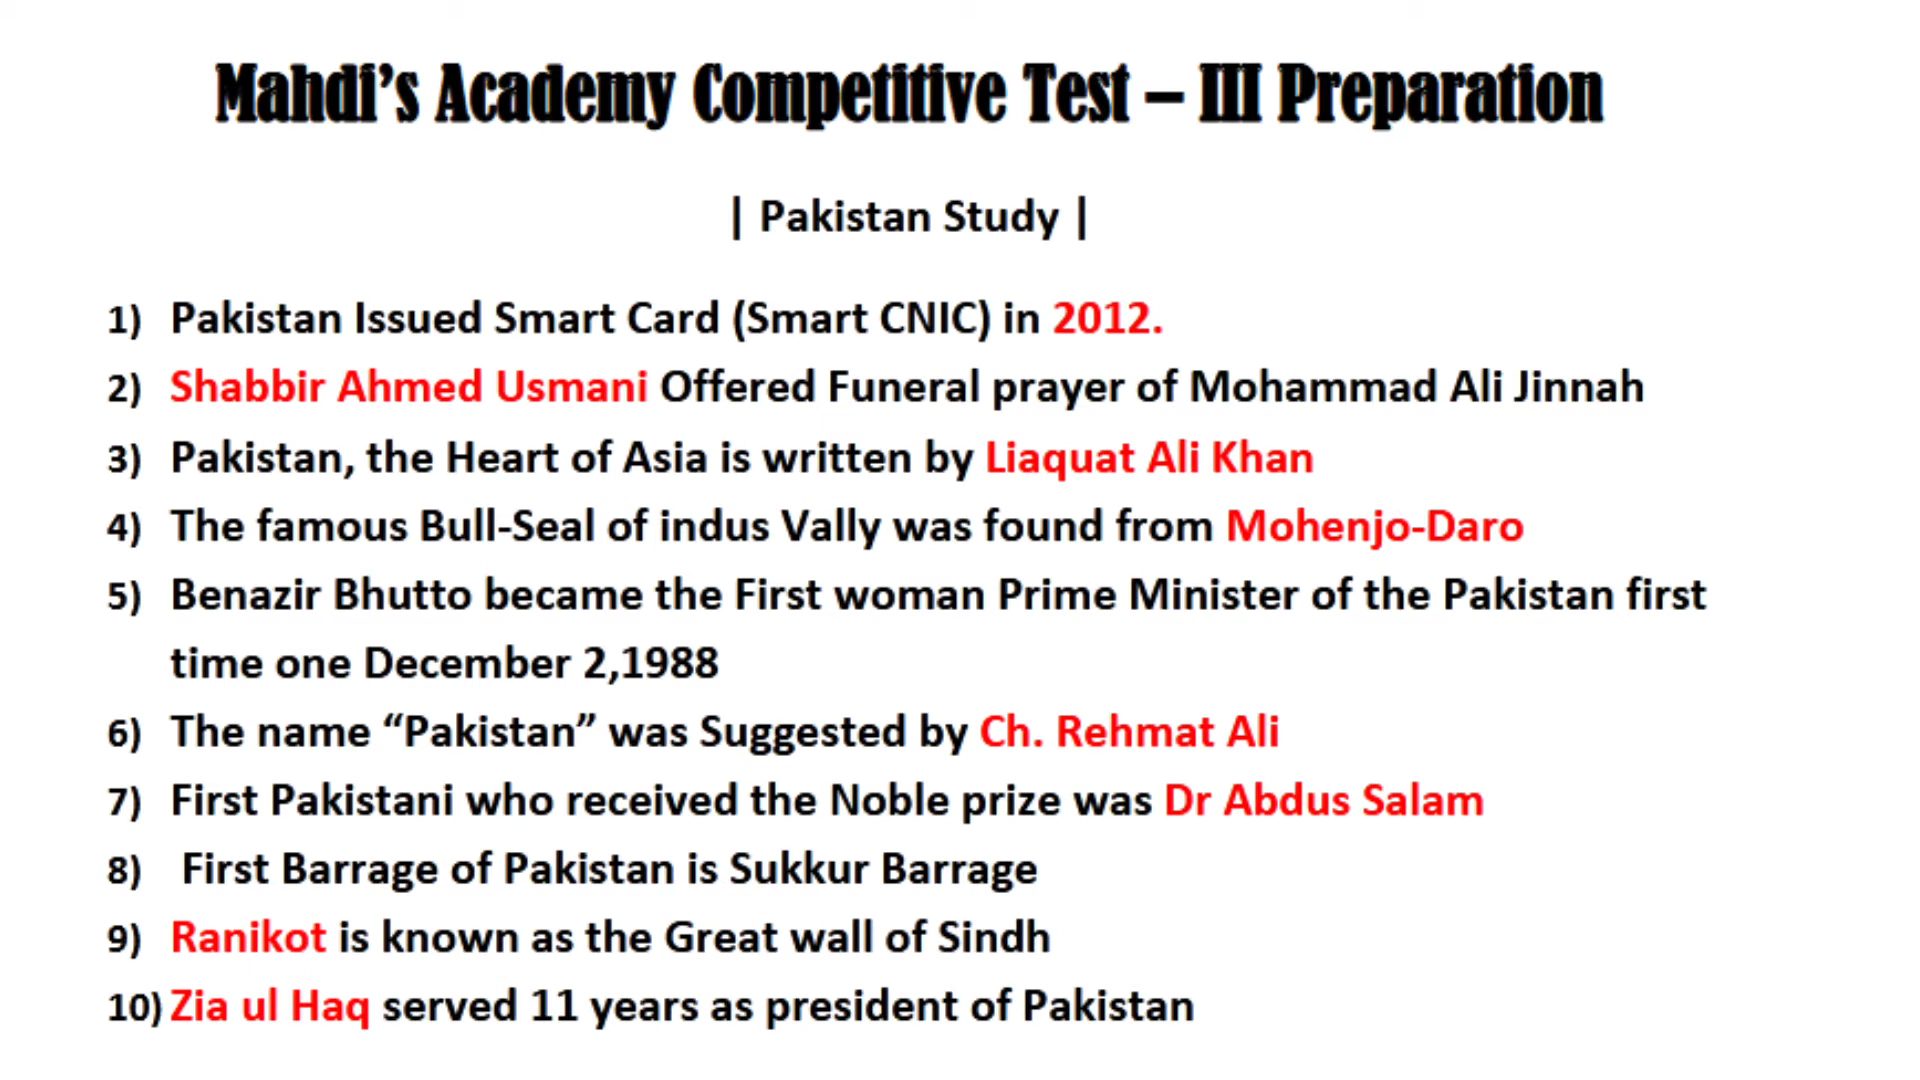 Mahdi’s Academy Competitive Test – III Preparation
| Pakistan Study |
1) Pakistan Issued Smart Card (Smart CNIC) in 2012.
2) Shabbir Ahmed Usmani Offered Funeral prayer of Mohammad Ali Jinnah
3) Pakistan, the Heart of Asia is written by Liaquat Ali Khan
4) The famous Bull-Seal of indus Vally was found from Mohenjo-Daro
5) Benazir Bhutto became the First woman Prime Minister of the Pakistan first
time one December 2,1988
6) The name “Pakistan” was Suggested by Ch. Rehmat Ali
7) First Pakistani who received the Noble prize was Dr Abdus Salam
8) First Barrage of Pakistan is Sukkur Barrage
9) Ranikot is known as the Great wall of Sindh
10) Zia ul Haq served 11 years as president of Pakistan